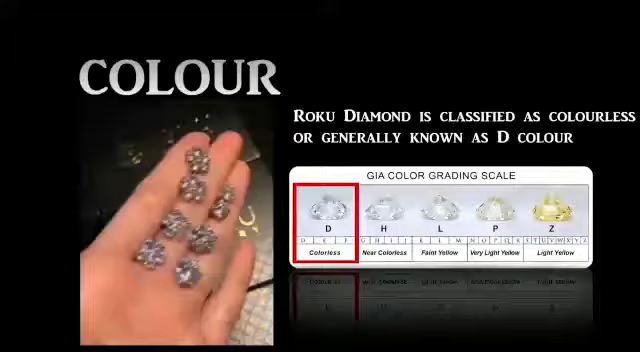 COLOUR
Roku Diamond is classified as colourless
or generally known as D colour
GIA COLOR GRADING SCALE
D H L P Z
D E F G H I J K L M N O P Q R S T U V W X Y Z
Colorless Near Colorless Faint Yellow Very Light Yellow Light Yellow